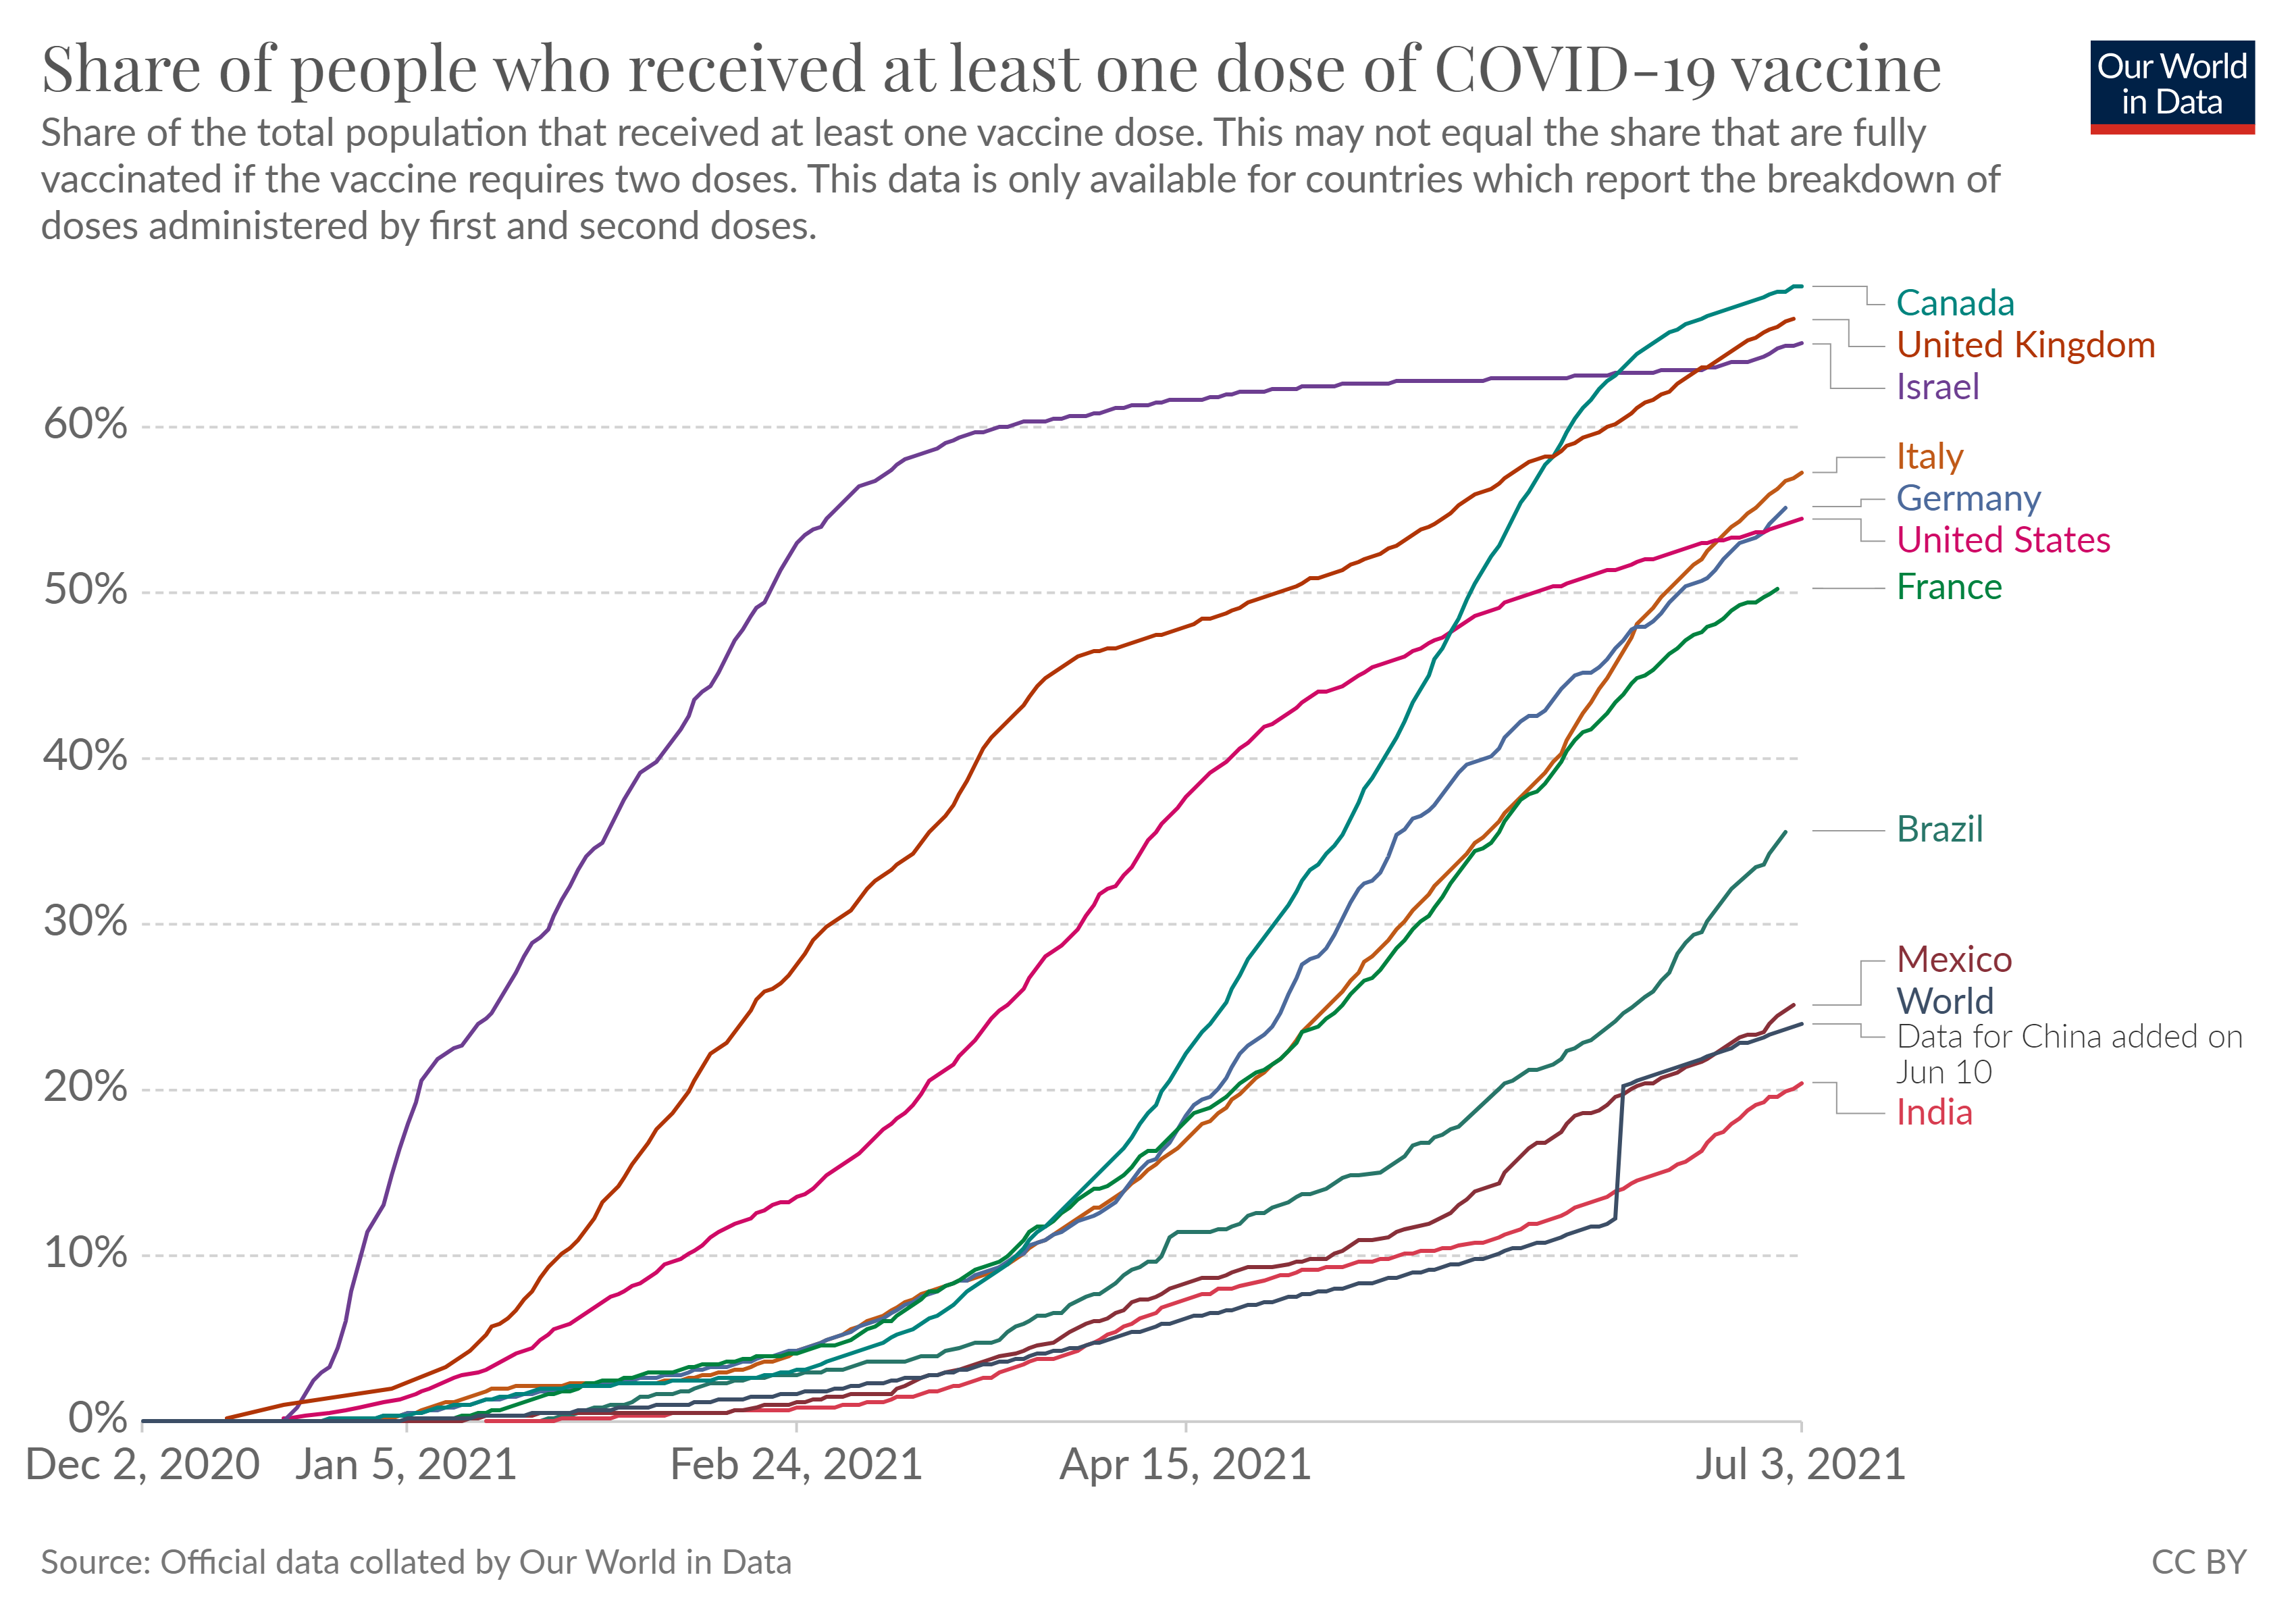 Share of people who received at least one dose of COVID-19 vaccine
Our World
in Data
Share of the total population that received at least one vaccine dose. This may not equal the share that are fully
vaccinated if the vaccine requires two doses. This data is only available for countries which report the breakdown of
doses administered by first and second doses.
Canada
United Kingdom
Israel
60%
Italy
Germany
United States
50%
France
40%
Brazil
30%
Mexico
World
Data for China added on
Jun 10
20%
India
10%
0%
Dec 2, 2020
Jan 5, 2021
Feb 24, 2021
Apr 15, 2021
Jul 3, 2021
Source: Official data collated by Our World in Data
CC BY